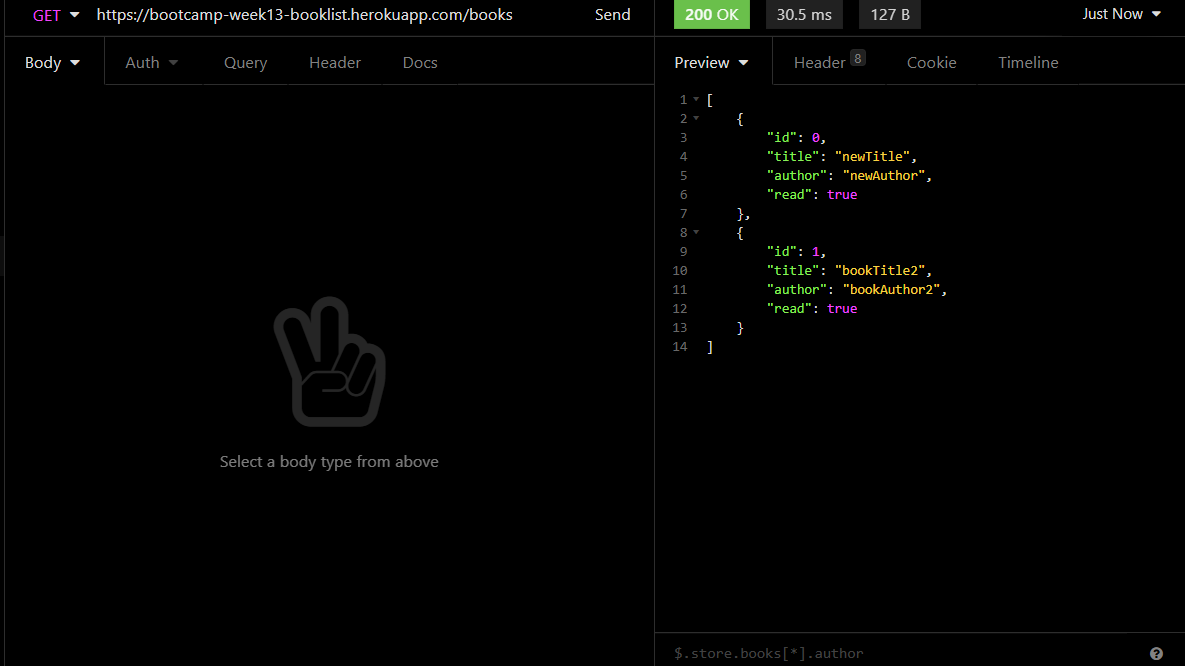 GET https://bootcamp-week13-booklist.herokuapp.com/books Send
200 OK 30.5 ms 127 B Just Now
Body Auth Query Header Docs
Preview Header 8 Cookie Timeline
1 [
2 {
3 "id": 0,
4 "title": "newTitle",
5 "author": "newAuthor",
6 "read": true
7 },
8 {
9 "id": 1,
10 "title": "bookTitle2",
11 "author": "bookAuthor2",
12 "read": true
13 }
14 ]
Select a body type from above
$.store.books[*].author